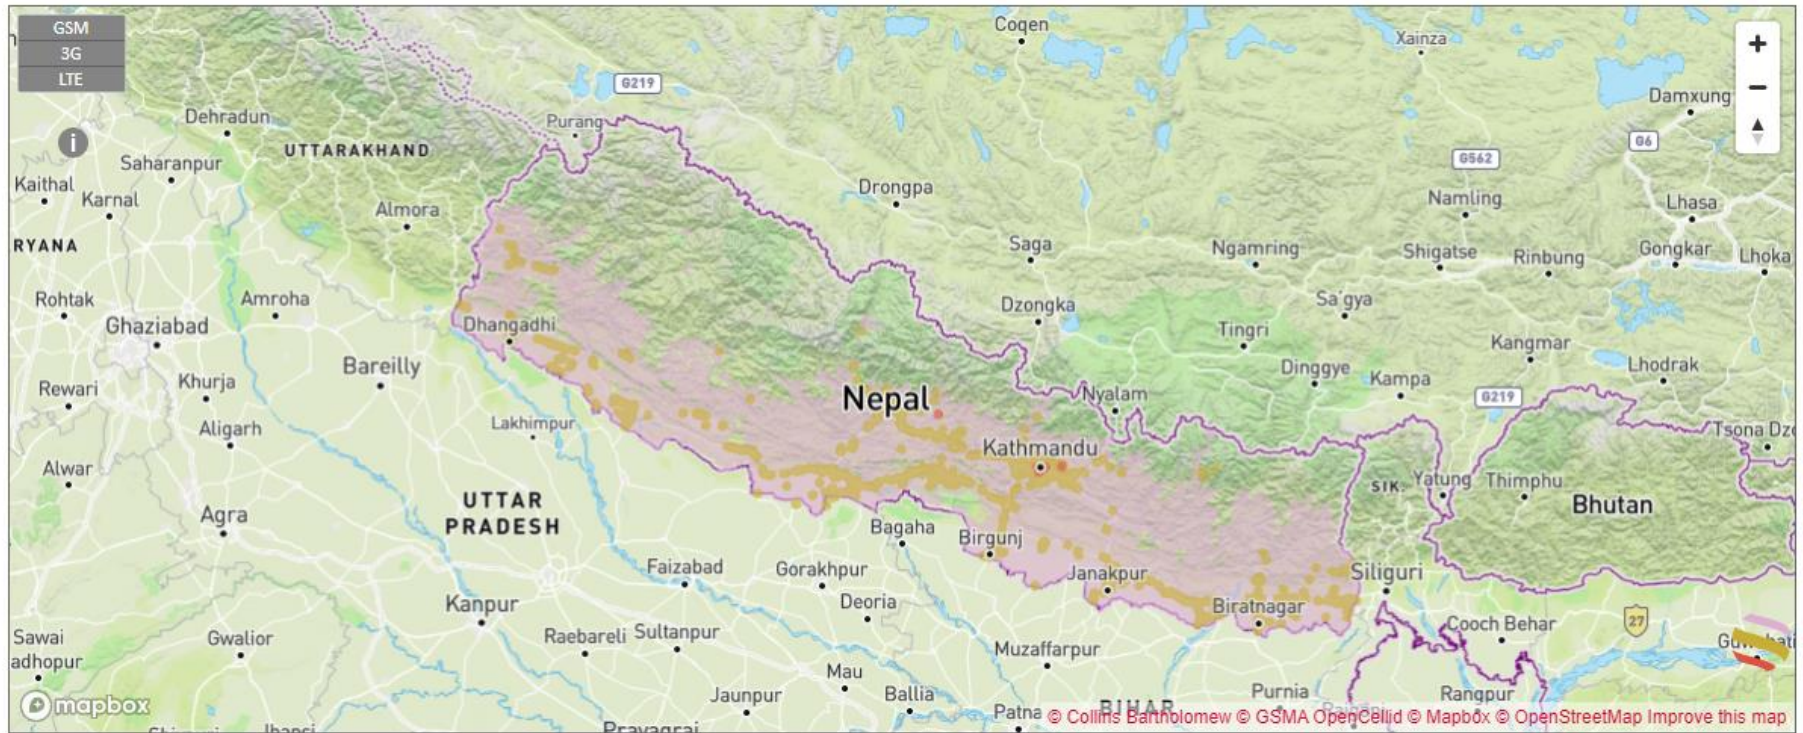 GSM
3G
LTE
i
Coqen
Xainza
+
−
G219
Damxung
Dehradun
Purang
UTTARAKHAND
G6
Saharanpur
G562
Kaithal
Karnal
Drongpa
Namling
Lhasa
Almora
RYANA
Saga
Ngamring
Shigatse
Rinbung
Gongkar
Lhoka
Rohtak
Amroha
Dzongka
Sa'gya
Ghaziabad
Dhangadhi
Tingri
Kangmar
Bareilly
Rewari
Khurja
Dinggye
Kampa
Lhodrak
Nepal
Nyalam
G219
Aligarh
Lakhimpur
Tsona Dzo
Kathmandu
Alwar
SIK.
Yatung
Thimphu
UTTAR
PRADESH
Bhutan
Agra
Bagaha
Birgunj
Faizabad
Gorakhpur
Janakpur
Siliguri
Kanpur
Deoria
Biratnagar
Sawai
adhopur
Gwalior
Raebareli
Sultanpur
Muzaffarpur
Cooch Behar
27
Mau
Jaunpur
Ballia
Purnia
Rangpur
mapbox
Patna
BIHAR
© Collins Bartholomew © GSMA OpenCellid © Mapbox © OpenStreetMap Improve this map
Prayagraj